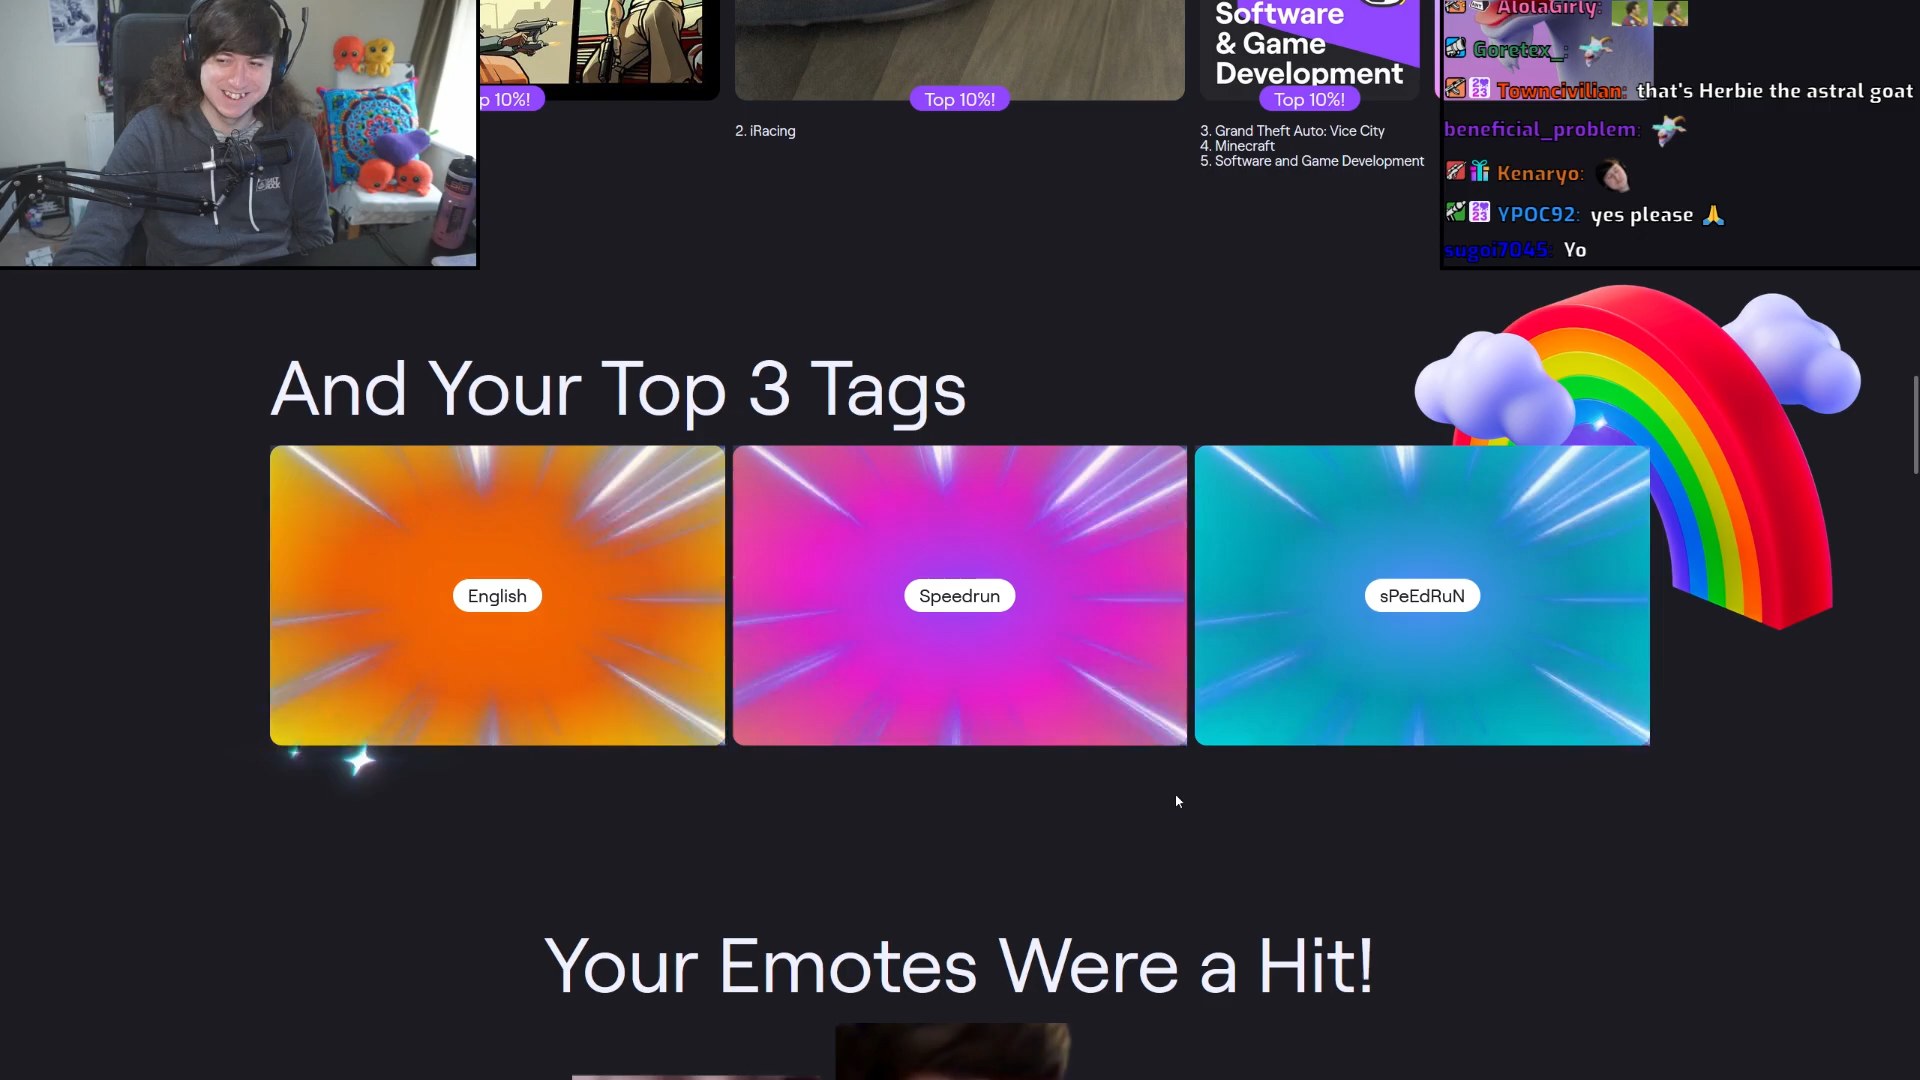 Software
& Game
Development
p 10%!
Top 10%!
Top 10%!
2. iRacing
3. Grand Theft Auto: Vice City
4. Minecraft
5. Software and Game Development
AlolaGirly:
Goretex_:
2023 Towncivilian: that's Herbie the astral goat
beneficial_problem:
Kenaryo:
2023 YPOC92: yes please 🙏
sugoi7045: Yo
And Your Top 3 Tags
English
Speedrun
sPeEdRuN
Your Emotes Were a Hit!